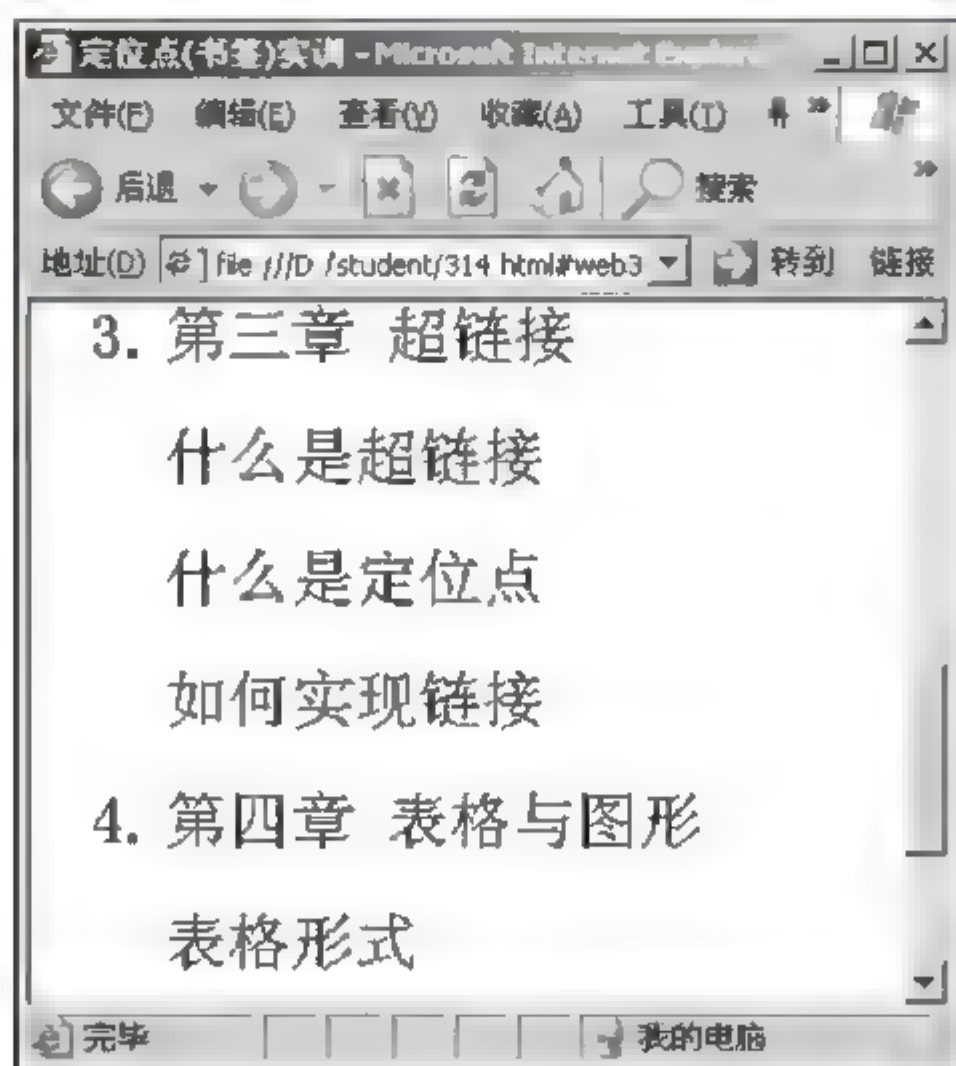 定位点(书签)实训 - Microsoft Internet Explorer
文件(F) 编辑(E) 查看(V) 收藏(A) 工具(T) »
后退 搜索 »
地址(D) file ///D /student/314 html#web3 转到 链接
3. 第三章 超链接
什么是超链接
什么是定位点
如何实现链接
4. 第四章 表格与图形
表格形式
完毕 我的电脑